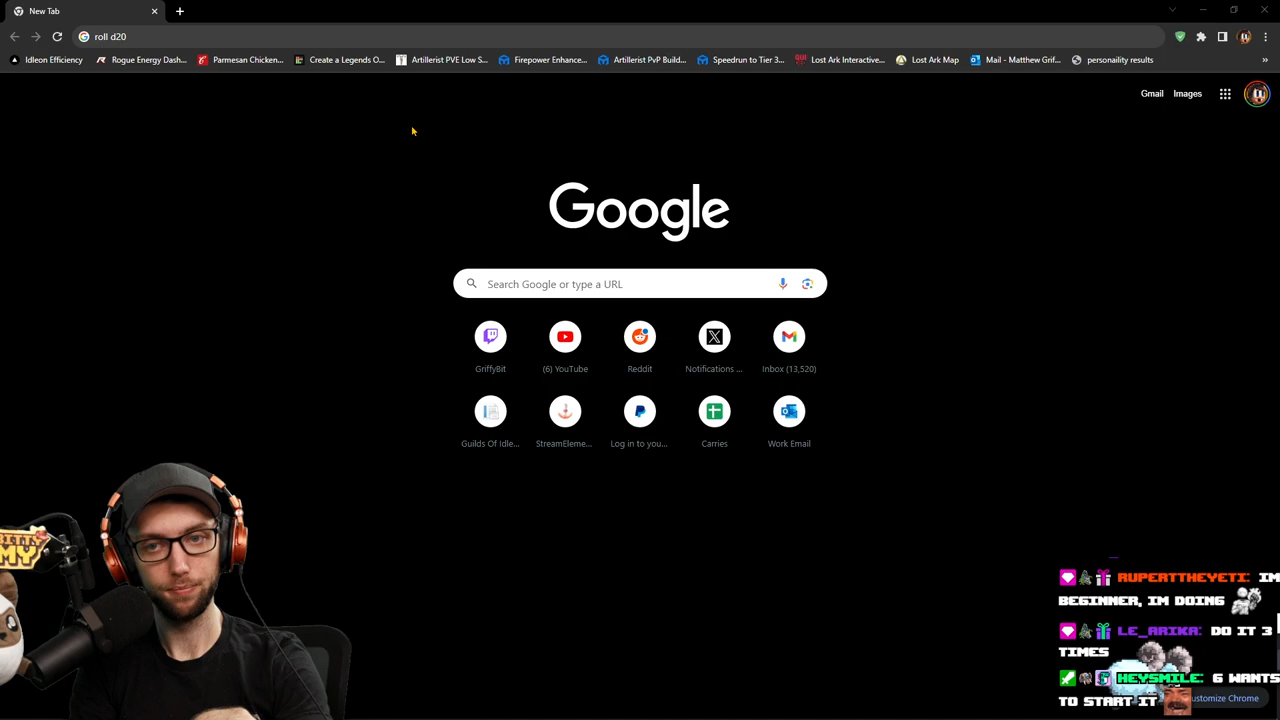 New Tab
roll d20
Idleon Efficiency
Rogue Energy Dash...
Parmesan Chicken...
Create a Legends O...
Artillerist PVE Low S...
Firepower Enhance...
Artillerist PvP Build...
Speedrun to Tier 3...
Lost Ark Interactive...
Lost Ark Map
Mail - Matthew Grif...
personaility results
»
Gmail
Images
Google
Search Google or type a URL
GriffyBit
(6) YouTube
Reddit
Notifications ...
Inbox (13,520)
Guilds Of Idle...
StreamEleme...
Log in to you...
Carries
Work Email
MY
RUPERTTHEYETI: IM
BEGINNER, IM DOING
LE_ARIKA: DO IT 3
TIMES
HEYSMILE: 6 WANTS
TO START IT
ustomize Chrome